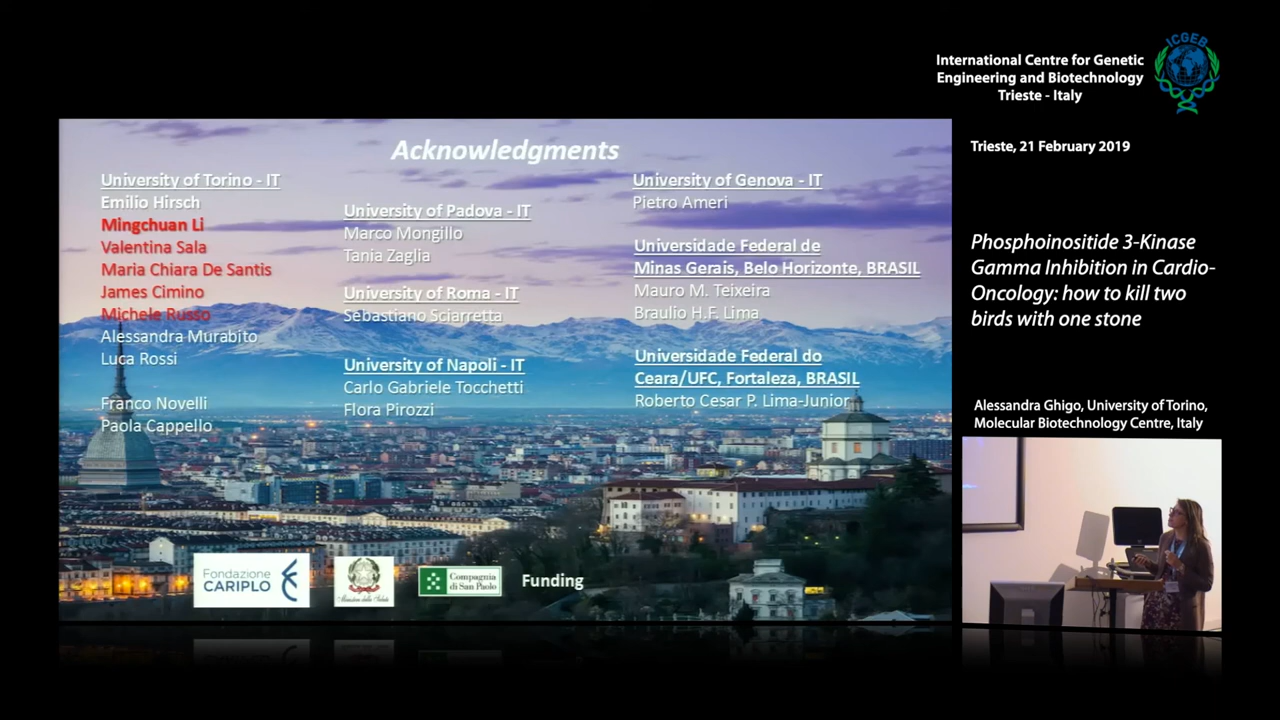 ICGEB
International Centre for Genetic
Engineering and Biotechnology
Trieste - Italy
Trieste, 21 February 2019
Phosphoinositide 3-Kinase
Gamma Inhibition in Cardio-
Oncology: how to kill two
birds with one stone
Alessandra Ghigo, University of Torino,
Molecular Biotechnology Centre, Italy
Acknowledgments
University of Torino - IT
Emilio Hirsch
Mingchuan Li
Valentina Sala
Maria Chiara De Santis
James Cimino
Michele Russo
Alessandra Murabito
Luca Rossi
Franco Novelli
Paola Cappello
University of Padova - IT
Marco Mongillo
Tania Zaglia
University of Roma - IT
Sebastiano Sciarretta
University of Napoli - IT
Carlo Gabriele Tocchetti
Flora Pirozzi
University of Genova - IT
Pietro Ameri
Universidade Federal de
Minas Gerais, Belo Horizonte, BRASIL
Mauro M. Teixeira
Braulio H.F. Lima
Universidade Federal do
Ceara/UFC, Fortaleza, BRASIL
Roberto Cesar P. Lima-Junior
Fondazione
CARIPLO
Ministero della Salute
Compagnia
di San Paolo
Funding